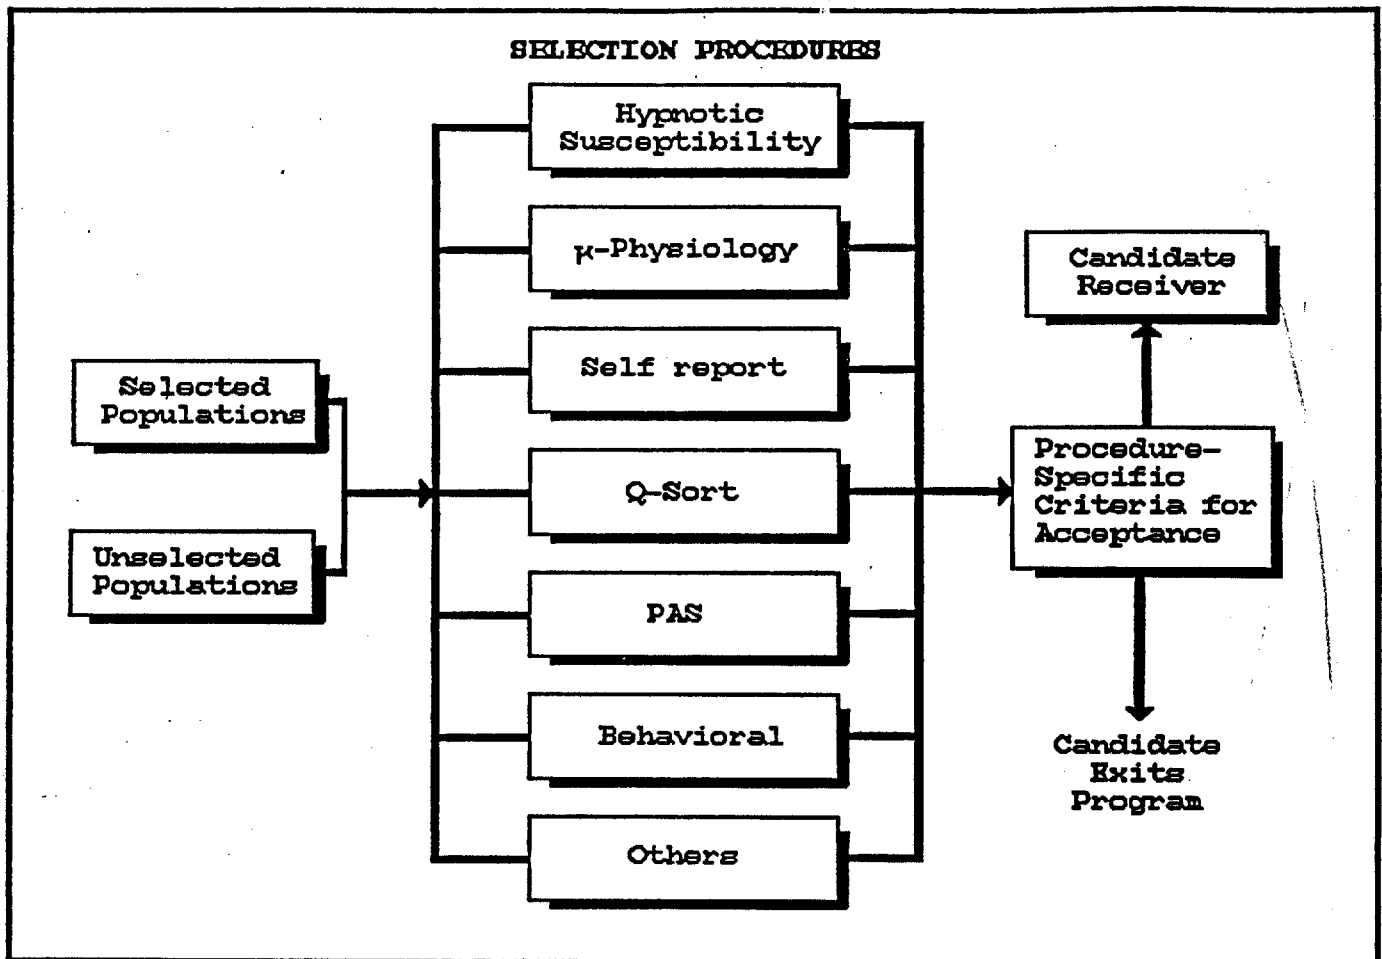 SELECTION PROCEDURES
Selected
Populations
Unselected
Populations
Hypnotic
Susceptibility
µ-Physiology
Self report
Q-Sort
PAS
Behavioral
Others
Candidate
Receiver
Procedure-
Specific
Criteria for
Acceptance
Candidate
Exits
Program